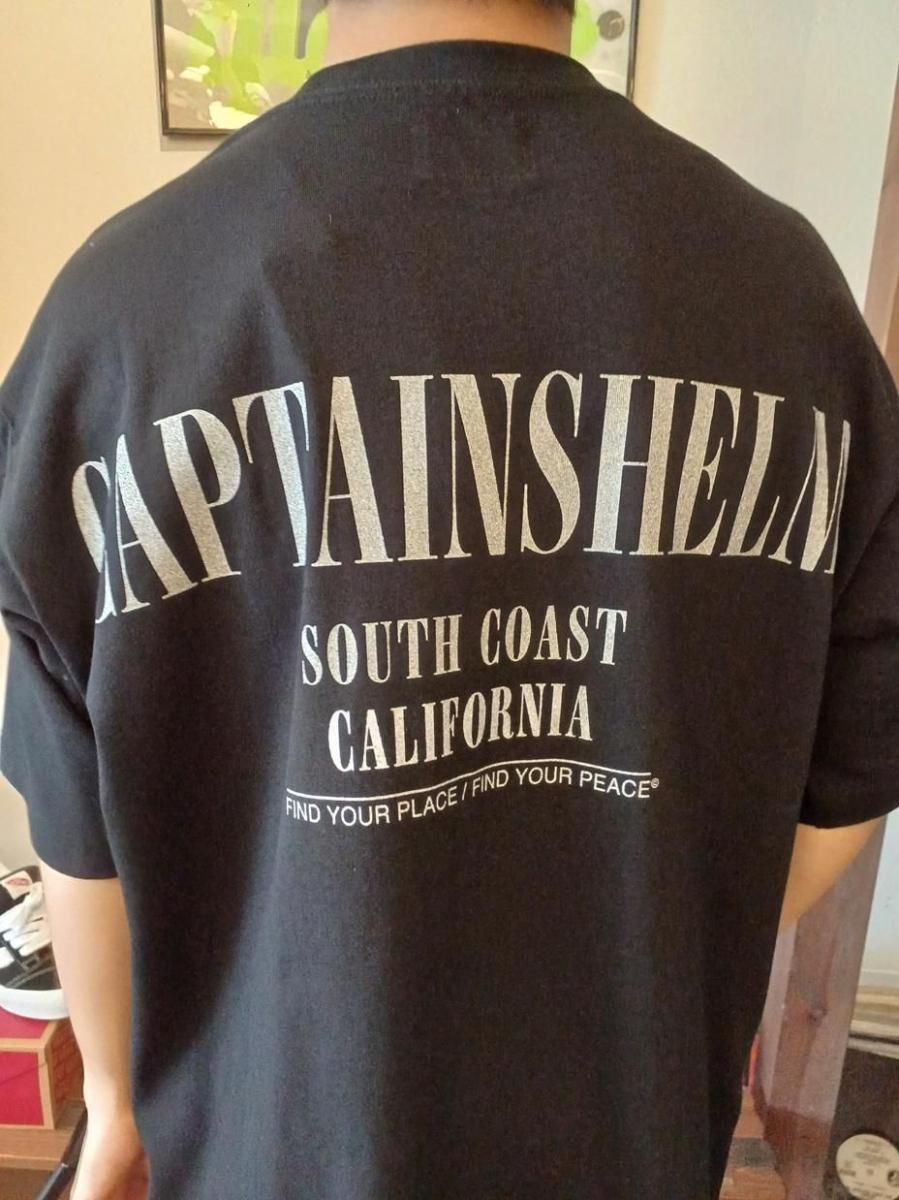 CAPTAINSHELM
SOUTH COAST
CALIFORNIA
FIND YOUR PLACE / FIND YOUR PEACE©